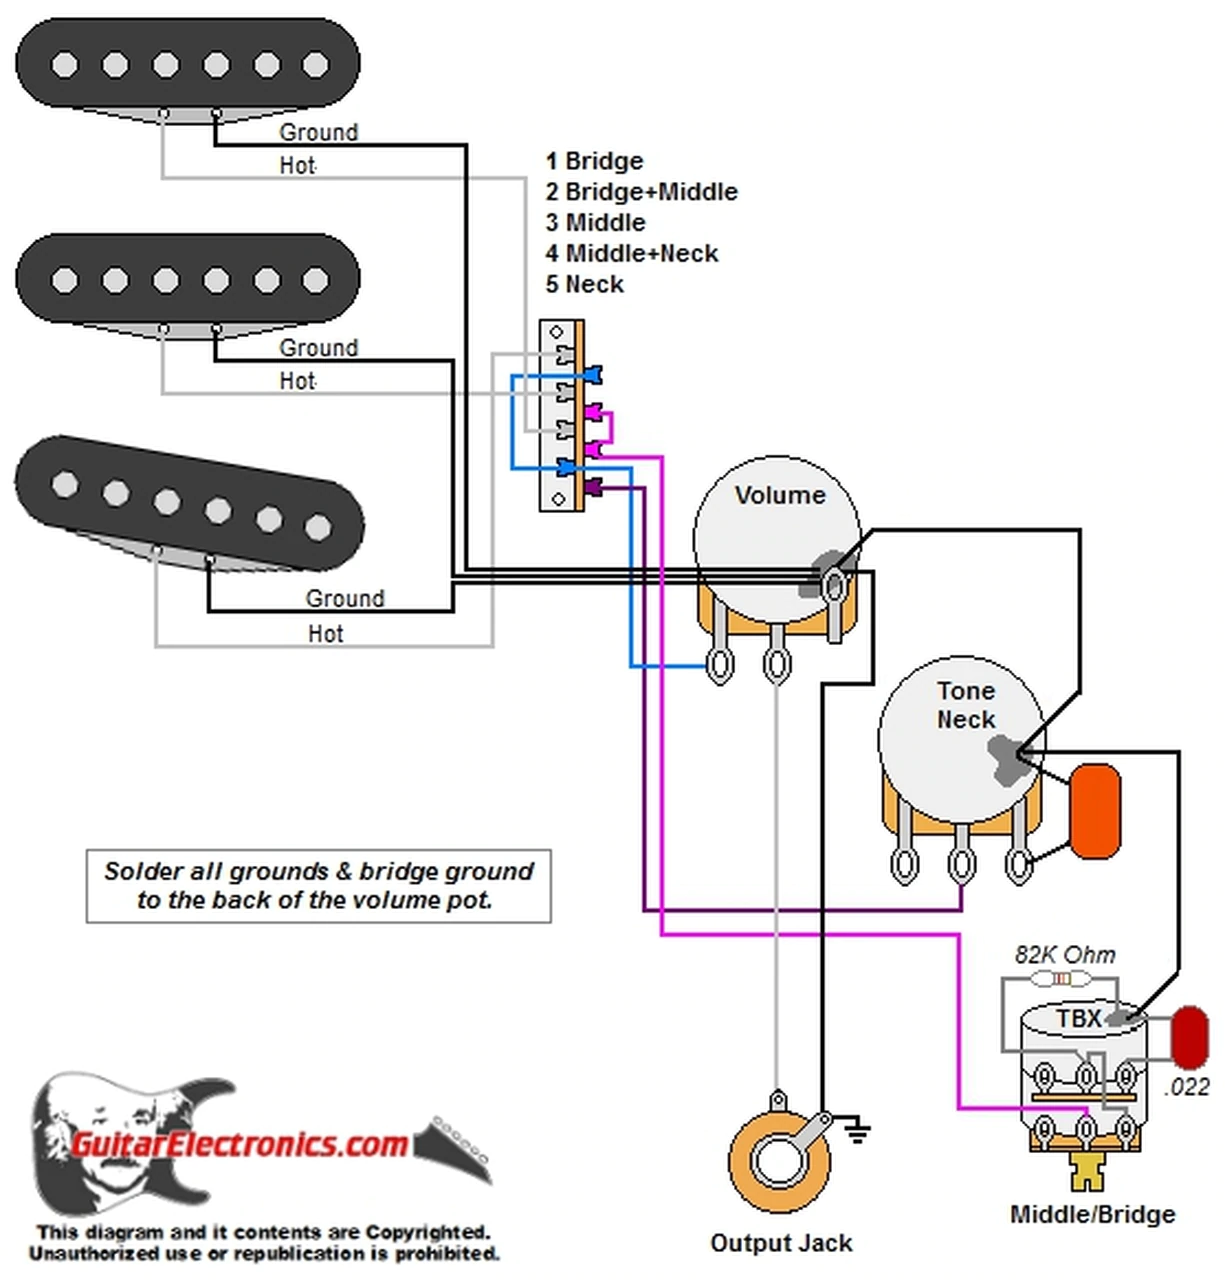 Ground
Hot
1 Bridge
2 Bridge+Middle
3 Middle
4 Middle+Neck
5 Neck
Ground
Hot
Volume
Ground
Hot
Tone
Neck
Solder all grounds & bridge ground
to the back of the volume pot.
82K Ohm
TBX
.022
GuitarElectronics.com
Middle/Bridge
This diagram and it contents are Copyrighted.
Unauthorized use or republication is prohibited.
Output Jack